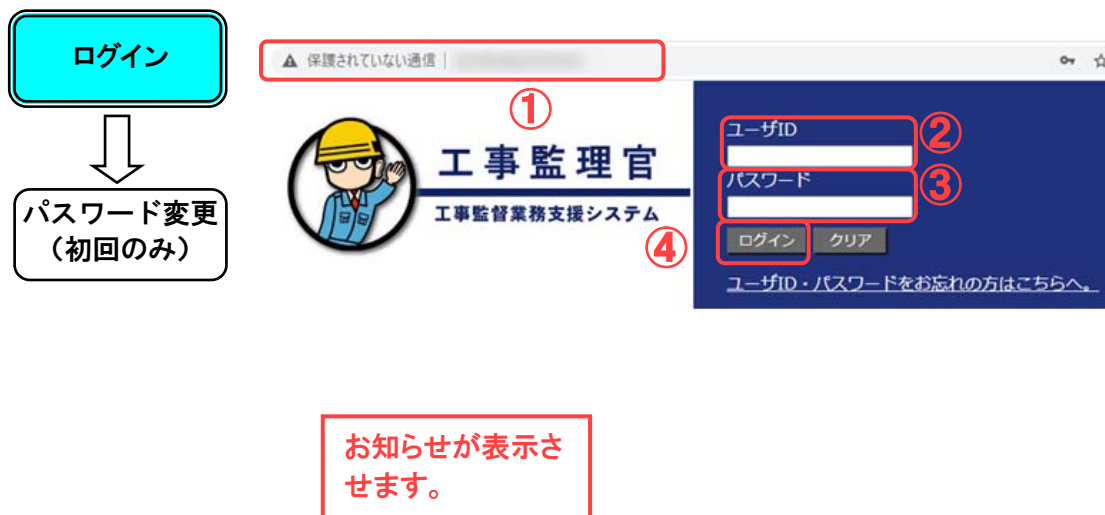 ログイン
パスワード変更
（初回のみ）
保護されていない通信
①
工事監理官
工事監督業務支援システム
ユーザID
②
パスワード
③
④
ログイン クリア
ユーザID・パスワードをお忘れの方はこちらへ。
お知らせが表示さ
せます。